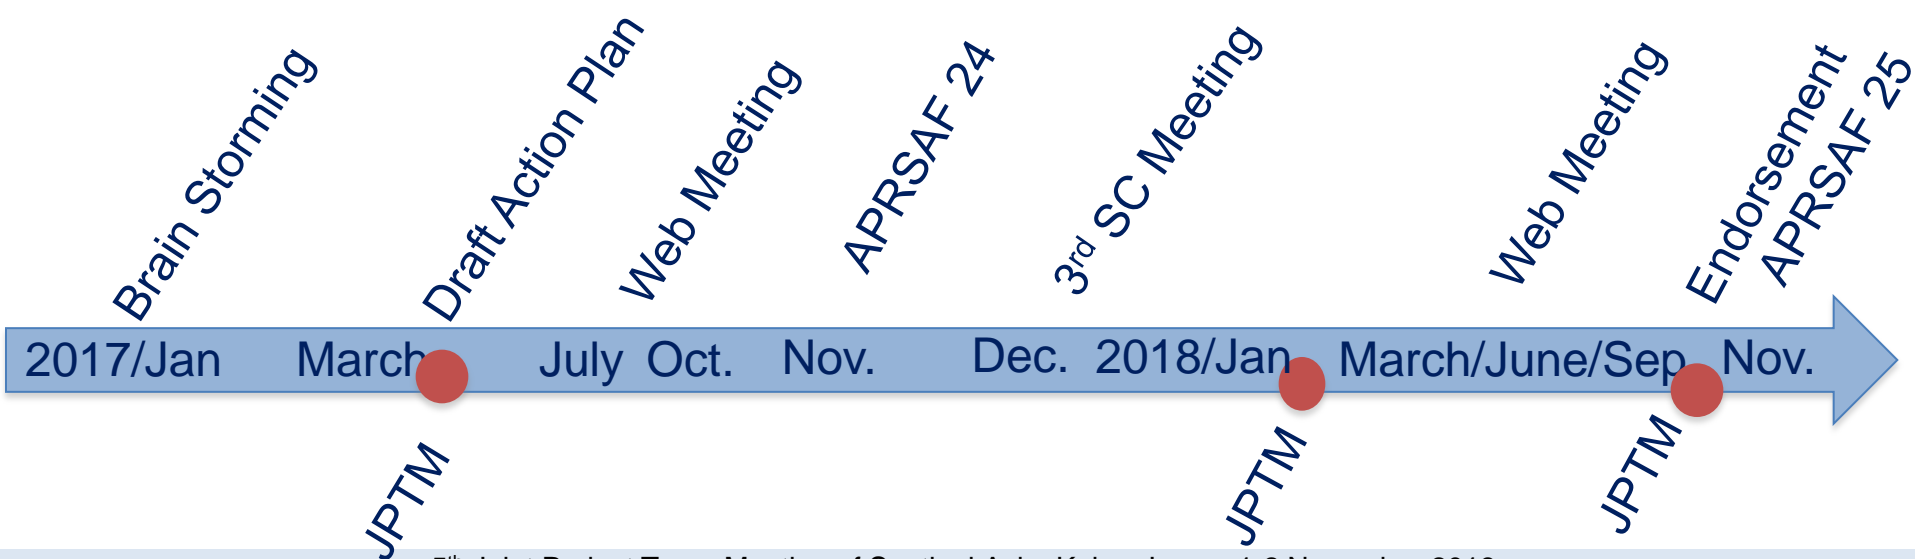 Brain Storming
Draft Action Plan
Web Meeting
APRSAF 24
3rd SC Meeting
Web Meeting
Endorsement
APRSAF 25
2017/Jan
March
July
Oct.
Nov.
Dec.
2018/Jan
March/June/Sep
Nov.
JPTM
JPTM
JPTM